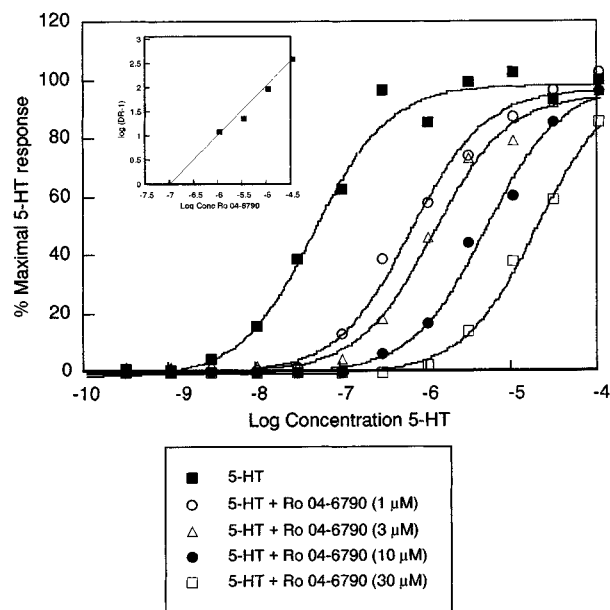 120
100
80
60
40
20
0
% Maximal 5-HT response
3
2.5
2
1.5
1
0.5
0
log (DR-1)
-7.5 -7 -6.5 -6 -5.5 -5 -4.5
Log Conc Ro 04-6790
-10 -9 -8 -7 -6 -5 -4
Log Concentration 5-HT
5-HT
5-HT + Ro 04-6790 (1 µM)
5-HT + Ro 04-6790 (3 µM)
5-HT + Ro 04-6790 (10 µM)
5-HT + Ro 04-6790 (30 µM)